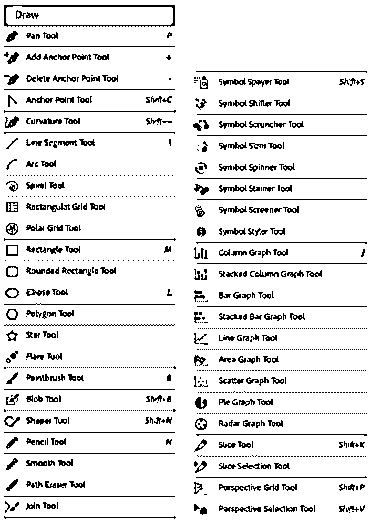 Draw
Pen Tool P
Add Anchor Point Tool +
Delete Anchor Point Tool -
Anchor Point Tool Shift+C
Curvature Tool Shift+~
Line Segment Tool \
Arc Tool
Spiral Tool
Rectangular Grid Tool
Polar Grid Tool
Rectangle Tool M
Rounded Rectangle Tool
Ellipse Tool L
Polygon Tool
Star Tool
Flare Tool
Paintbrush Tool B
Blob Tool Shift+B
Shaper Tool Shift+N
Pencil Tool N
Smooth Tool
Path Eraser Tool
Join Tool
Symbol Sprayer Tool Shift+S
Symbol Shifter Tool
Symbol Scruncher Tool
Symbol Sizer Tool
Symbol Spinner Tool
Symbol Stainer Tool
Symbol Screener Tool
Symbol Styler Tool
Column Graph Tool J
Stacked Column Graph Tool
Bar Graph Tool
Stacked Bar Graph Tool
Line Graph Tool
Area Graph Tool
Scatter Graph Tool
Pie Graph Tool
Radar Graph Tool
Slice Tool Shift+K
Slice Selection Tool
Perspective Grid Tool Shift+P
Perspective Selection Tool Shift+V